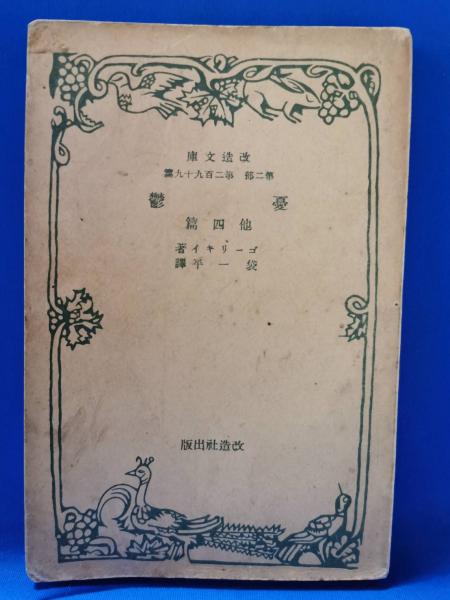 改造文庫
第二部 第二百九十九篇
憂鬱
他四篇
ゴーリキイ著
袋一平譯
改造社出版